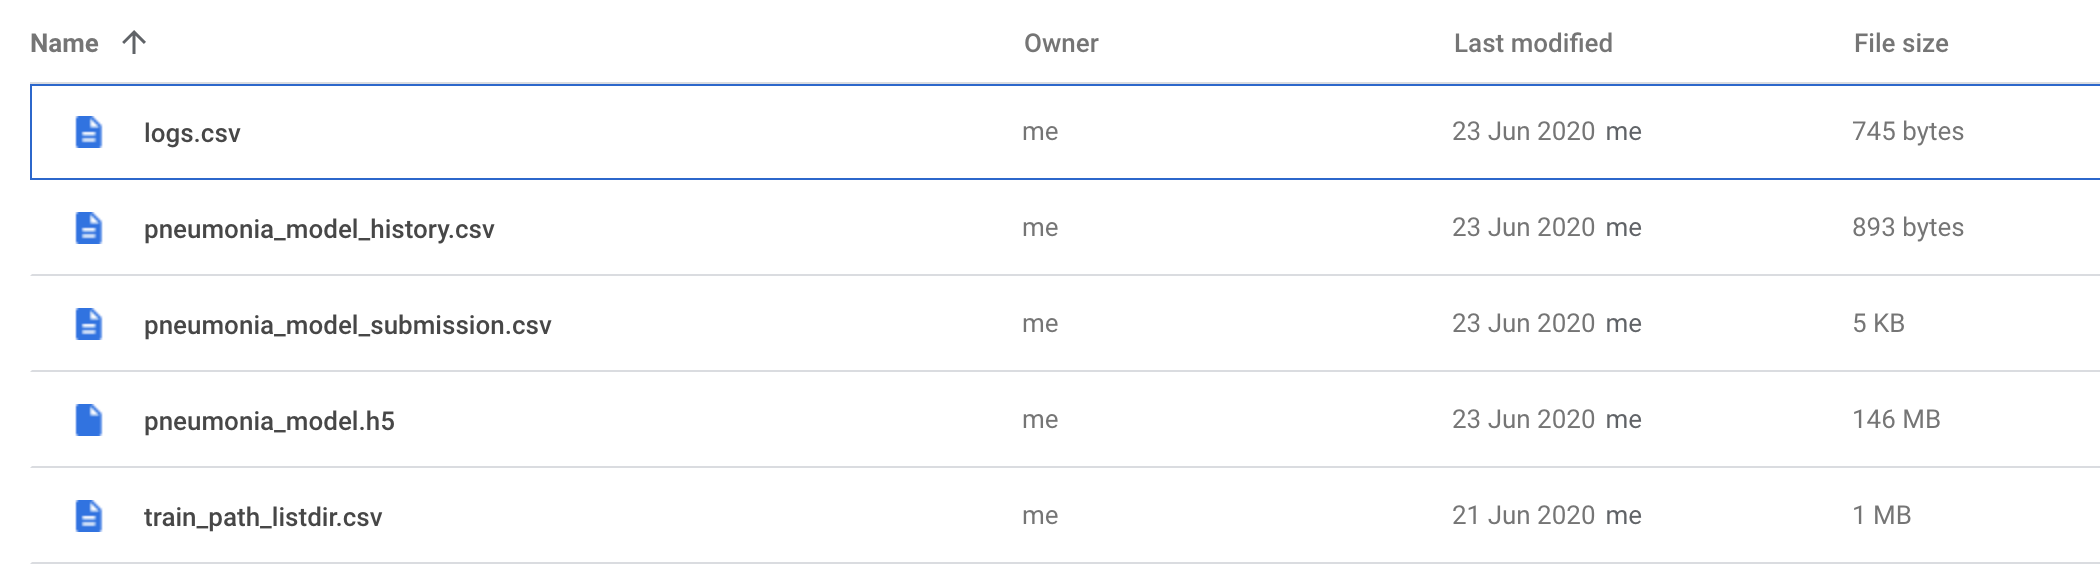 Name Owner Last modified File size
logs.csv me 23 Jun 2020 me 745 bytes
pneumonia_model_history.csv me 23 Jun 2020 me 893 bytes
pneumonia_model_submission.csv me 23 Jun 2020 me 5 KB
pneumonia_model.h5 me 23 Jun 2020 me 146 MB
train_path_listdir.csv me 21 Jun 2020 me 1 MB